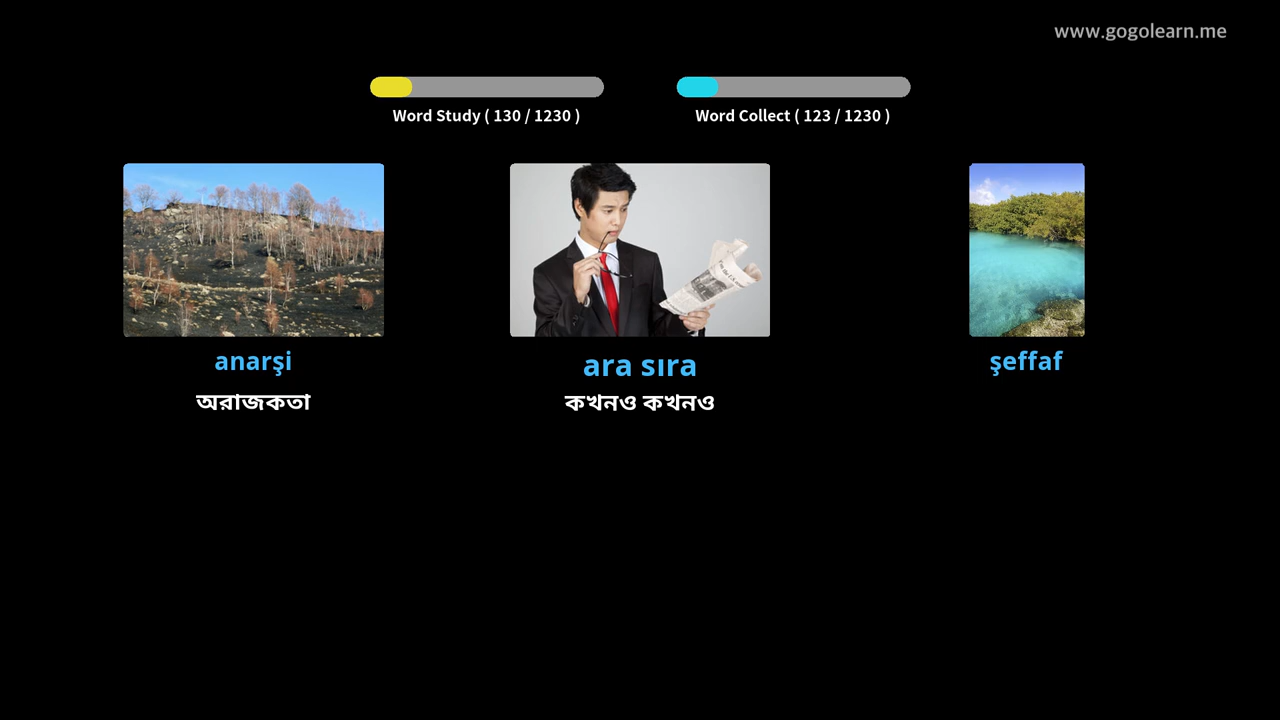 www.gogolearn.me
Word Study ( 130 / 1230 )
Word Collect ( 123 / 1230 )
anarşi
ara sıra
şeffaf
অরাজকতা
কখনও কখনও